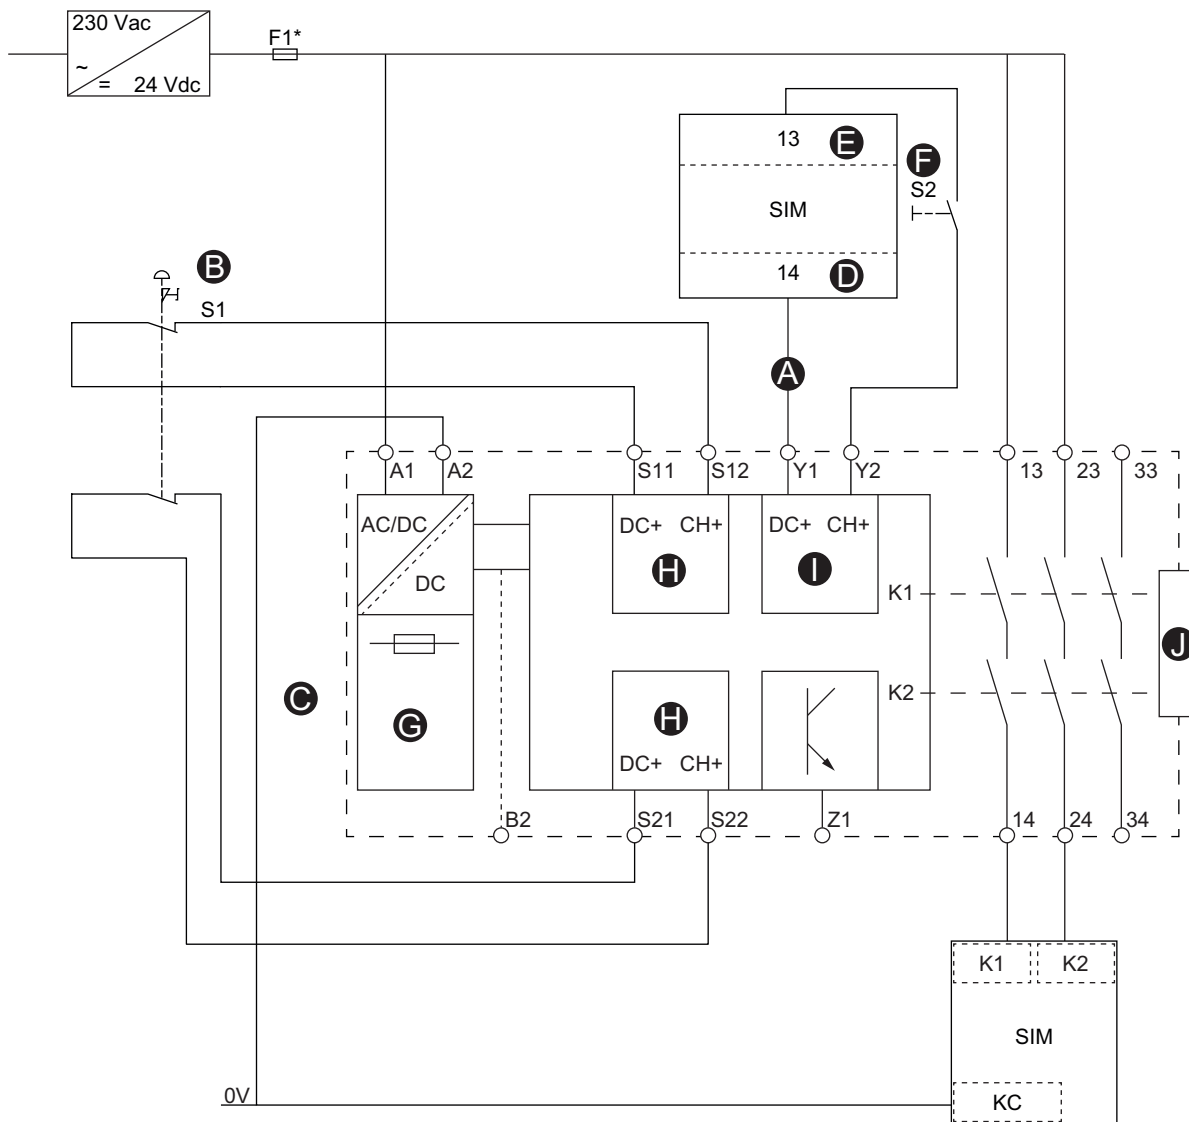 230 Vac
~
= 24 Vdc
F1*
13 E
F
S2
SIM
14 D
B
S1
A
A1 A2 S11 S12 Y1 Y2 13 23 33
AC/DC
DC
DC+ CH+
H
DC+ CH+
I
K1
J
K2
C
G
H
DC+ CH+
B2 S21 S22 Z1 14 24 34
K1 K2
SIM
KC
0V